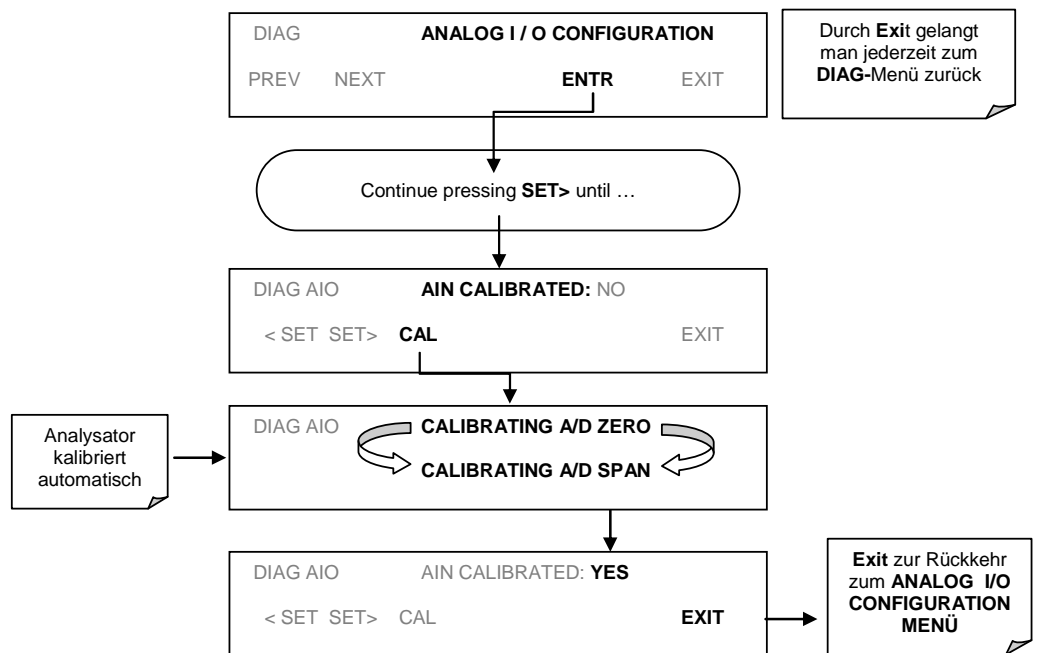 DIAG ANALOG I / O CONFIGURATION
PREV NEXT ENTR EXIT
Durch Exit gelangt
man jederzeit zum
DIAG-Menü zurück
Continue pressing SET> until …
DIAG AIO AIN CALIBRATED: NO
< SET SET> CAL EXIT
Analysator
kalibriert
automatisch
DIAG AIO CALIBRATING A/D ZERO
CALIBRATING A/D SPAN
DIAG AIO AIN CALIBRATED: YES
< SET SET> CAL EXIT
Exit zur Rückkehr
zum ANALOG I/O
CONFIGURATION
MENÜ